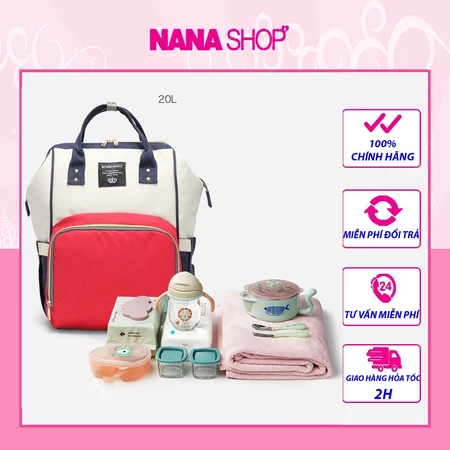 NANA SHOP
20L
100%
CHÍNH HÃNG
MIỄN PHÍ ĐỔI TRẢ
24
TƯ VẤN MIỄN PHÍ
GIAO HÀNG HỎA TỐC
2H